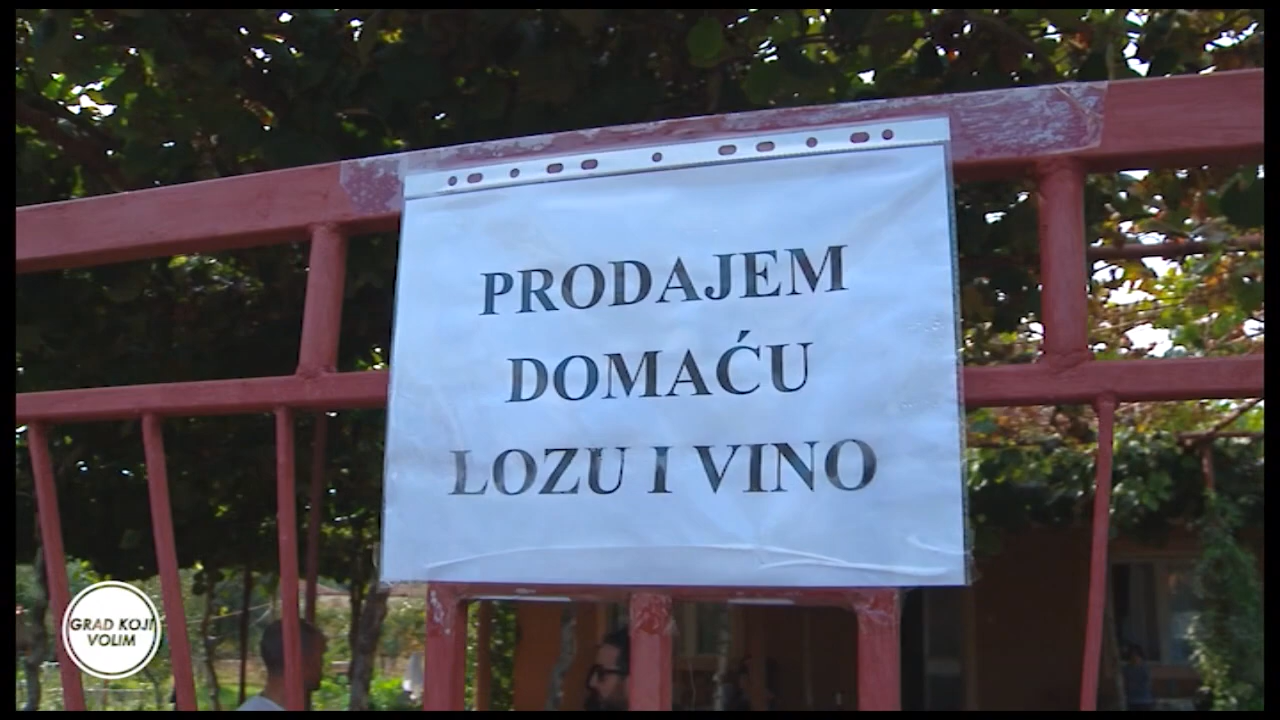 PRODAJEM
DOMAĆU
LOZU I VINO
GRAD KOJI
VOLIM